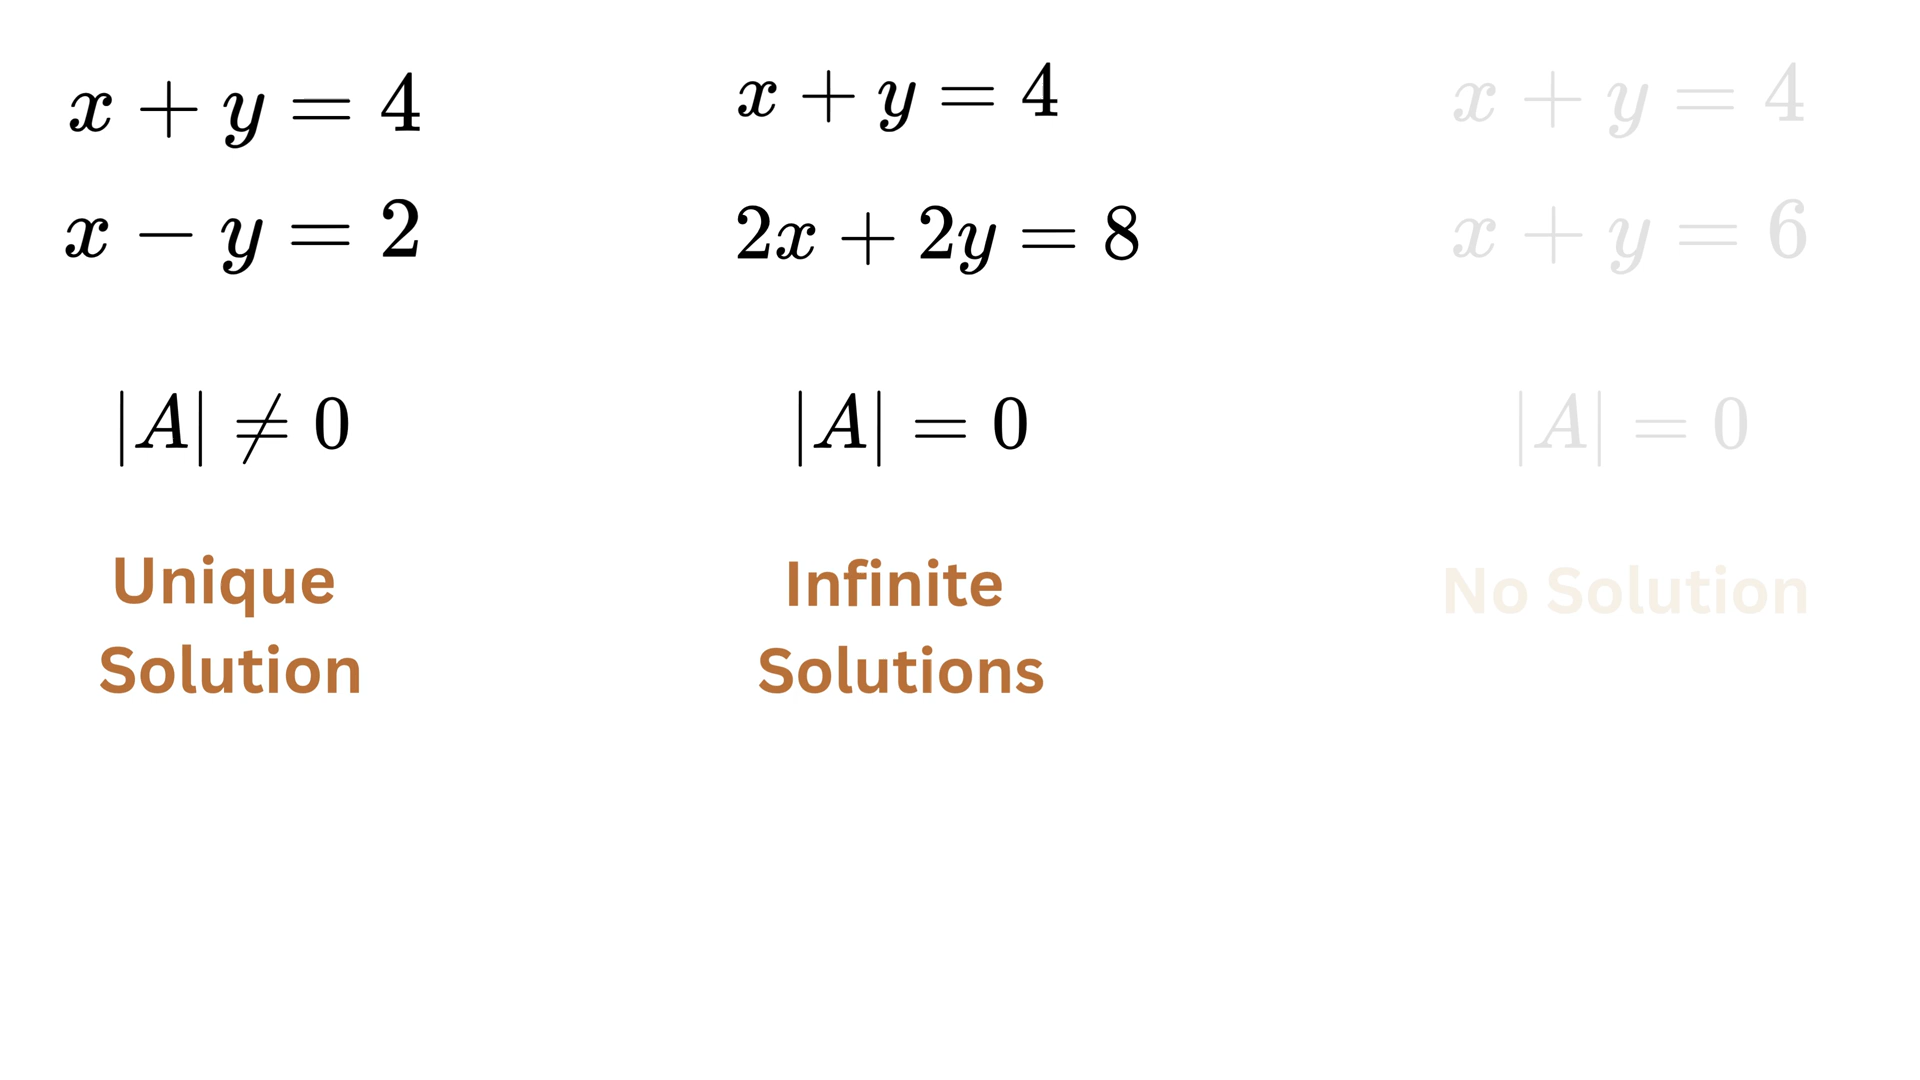 x + y = 4
x − y = 2
|A| ≠ 0
Unique
Solution
x + y = 4
2x + 2y = 8
|A| = 0
Infinite
Solutions
x + y = 4
x + y = 6
|A| = 0
No Solution